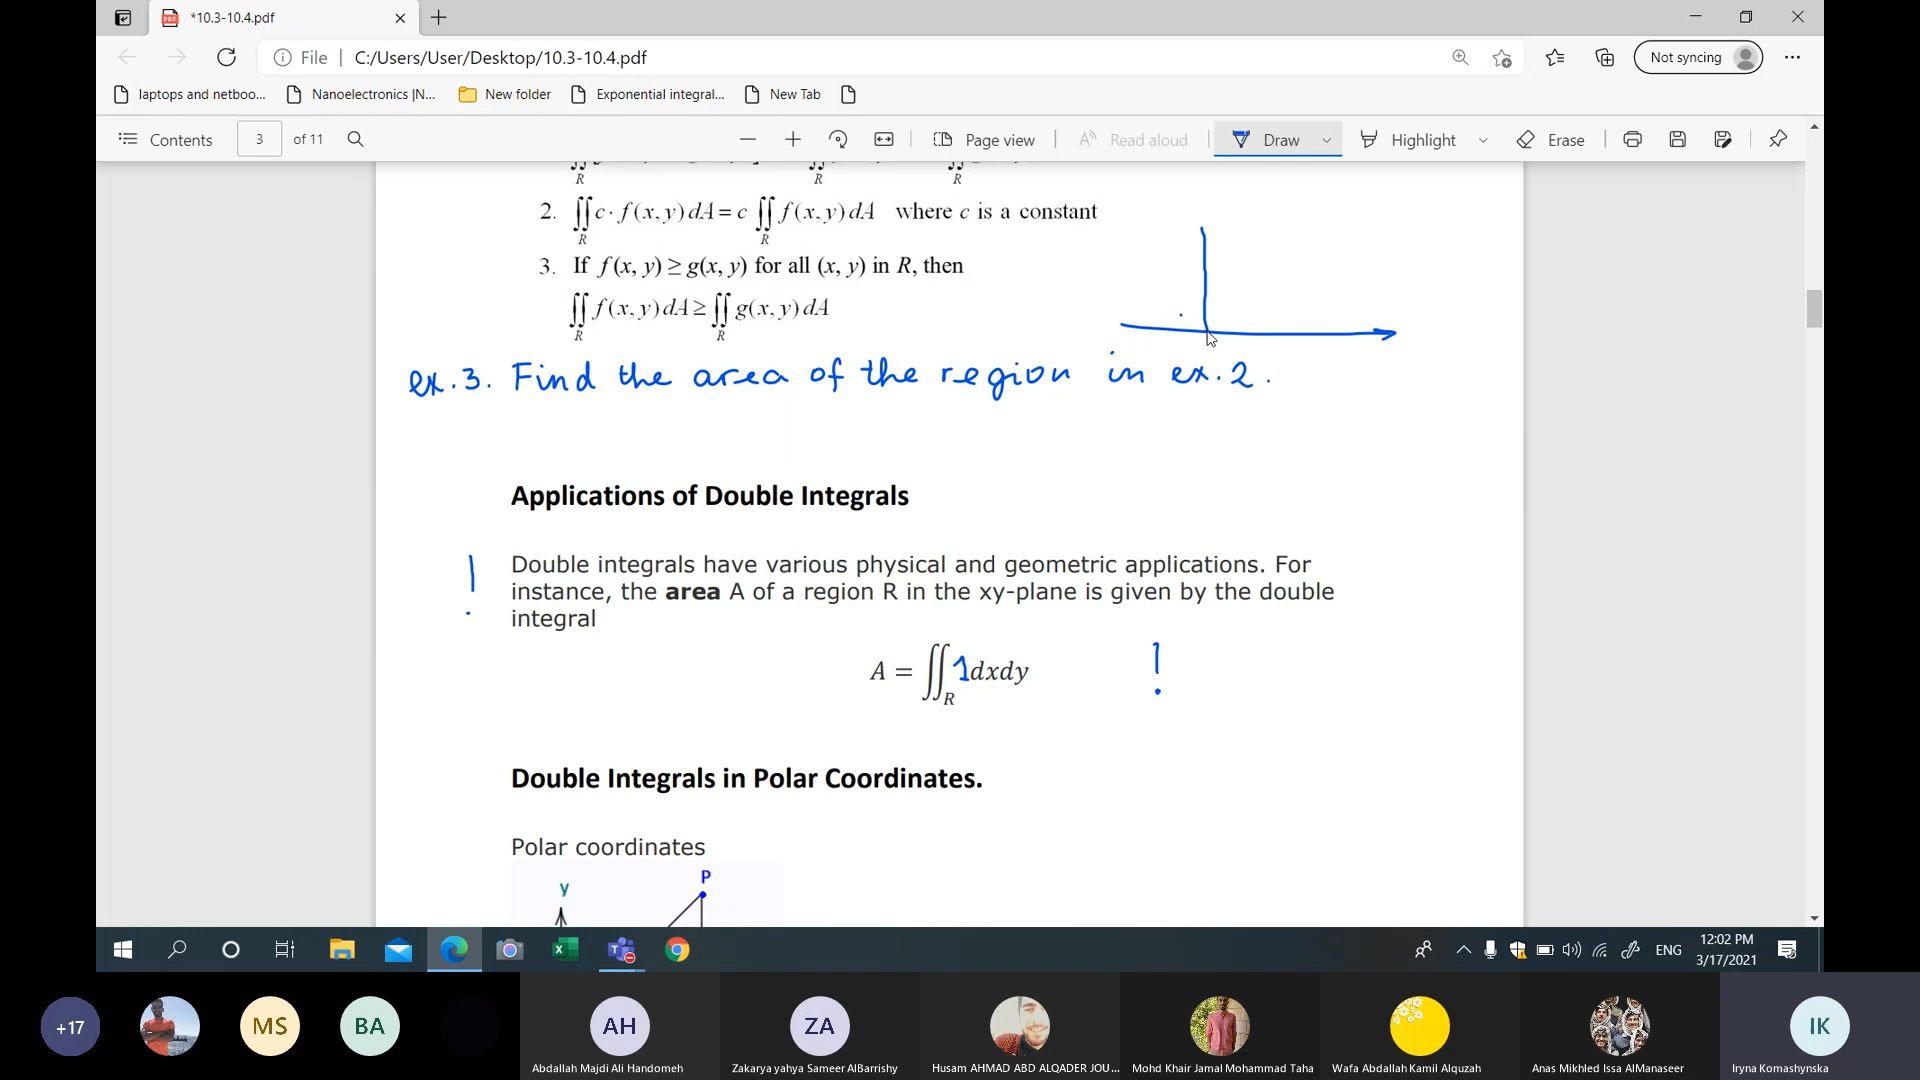 *10.3-10.4.pdf
File | C:/Users/User/Desktop/10.3-10.4.pdf
Not syncing
laptops and netboo... Nanoelectronics |N... New folder Exponential integral... New Tab
Contents 3 of 11 Page view Read aloud Draw Highlight Erase
R R R
2. ∬_R c · f(x, y) dA = c ∬_R f(x, y) dA where c is a constant
3. If f(x, y) ≥ g(x, y) for all (x, y) in R, then
∬_R f(x, y) dA ≥ ∬_R g(x, y) dA
ex.3. Find the area of the region in ex.2.
Applications of Double Integrals
! Double integrals have various physical and geometric applications. For
instance, the area A of a region R in the xy-plane is given by the double
integral
A = ∬_R 1 dxdy !
Double Integrals in Polar Coordinates.
Polar coordinates
P
y
ENG
12:02 PM
3/17/2021
+17 MS BA AH ZA IK
Abdallah Majdi Ali Handomeh Zakarya yahya Sameer AlBarrishy Husam AHMAD ABD ALQADER JOU... Mohd Khair Jamal Mohammad Taha Wafa Abdallah Kamil Alquzah Anas Mikhled Issa AlManaseer Iryna Komashynska